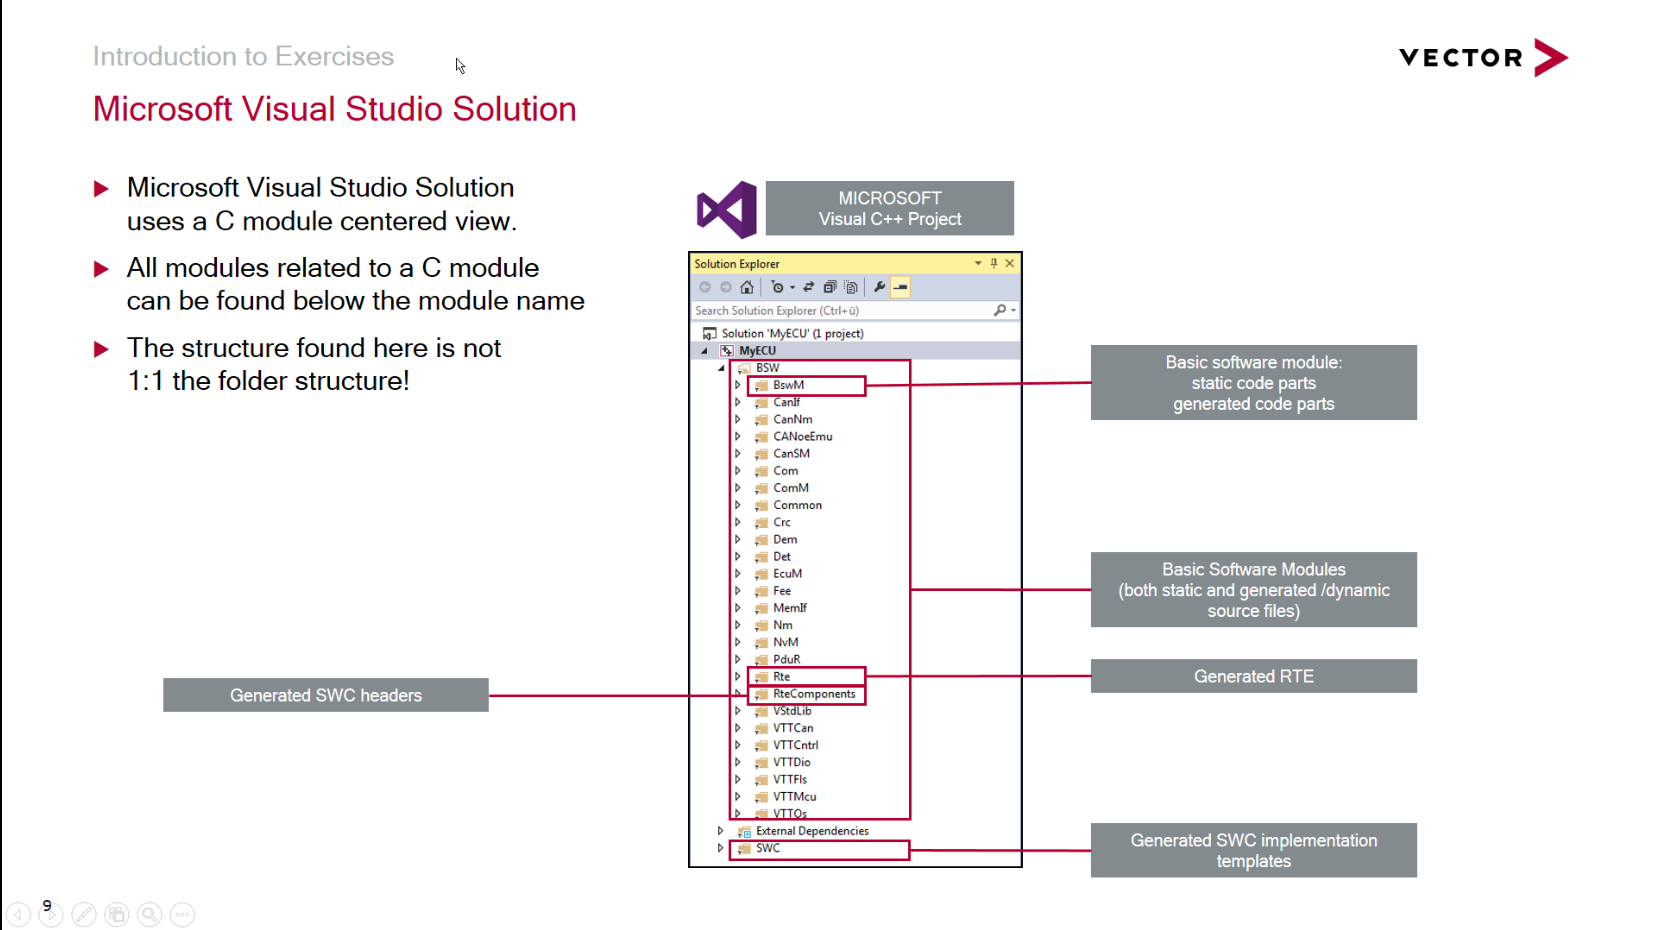 Introduction to Exercises
VECTOR
Microsoft Visual Studio Solution
Microsoft Visual Studio Solution
uses a C module centered view.
All modules related to a C module
can be found below the module name
The structure found here is not
1:1 the folder structure!
MICROSOFT
Visual C++ Project
Solution Explorer
Search Solution Explorer (Ctrl+ü)
Solution 'MyECU' (1 project)
MyECU
BSW
BswM
CanIf
CanNm
CANoeEmu
CanSM
Com
ComM
Common
Crc
Dem
Det
EcuM
Fee
MemIf
Nm
NvM
PduR
Rte
RteComponents
VStdLib
VTTCan
VTTCntrl
VTTDio
VTTFls
VTTMcu
VTTOs
External Dependencies
SWC
Basic software module:
static code parts
generated code parts
Basic Software Modules
(both static and generated /dynamic
source files)
Generated RTE
Generated SWC headers
Generated SWC implementation
templates
9